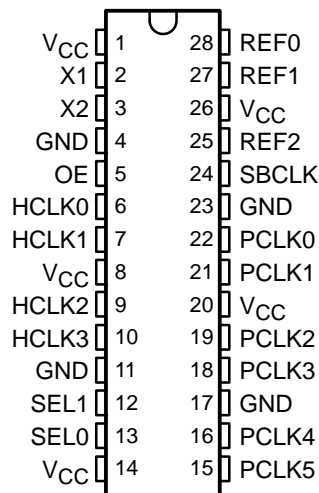 VCC 1 28 REF0
X1 2 27 REF1
X2 3 26 VCC
GND 4 25 REF2
OE 5 24 SBCLK
HCLK0 6 23 GND
HCLK1 7 22 PCLK0
VCC 8 21 PCLK1
HCLK2 9 20 VCC
HCLK3 10 19 PCLK2
GND 11 18 PCLK3
SEL1 12 17 GND
SEL0 13 16 PCLK4
VCC 14 15 PCLK5